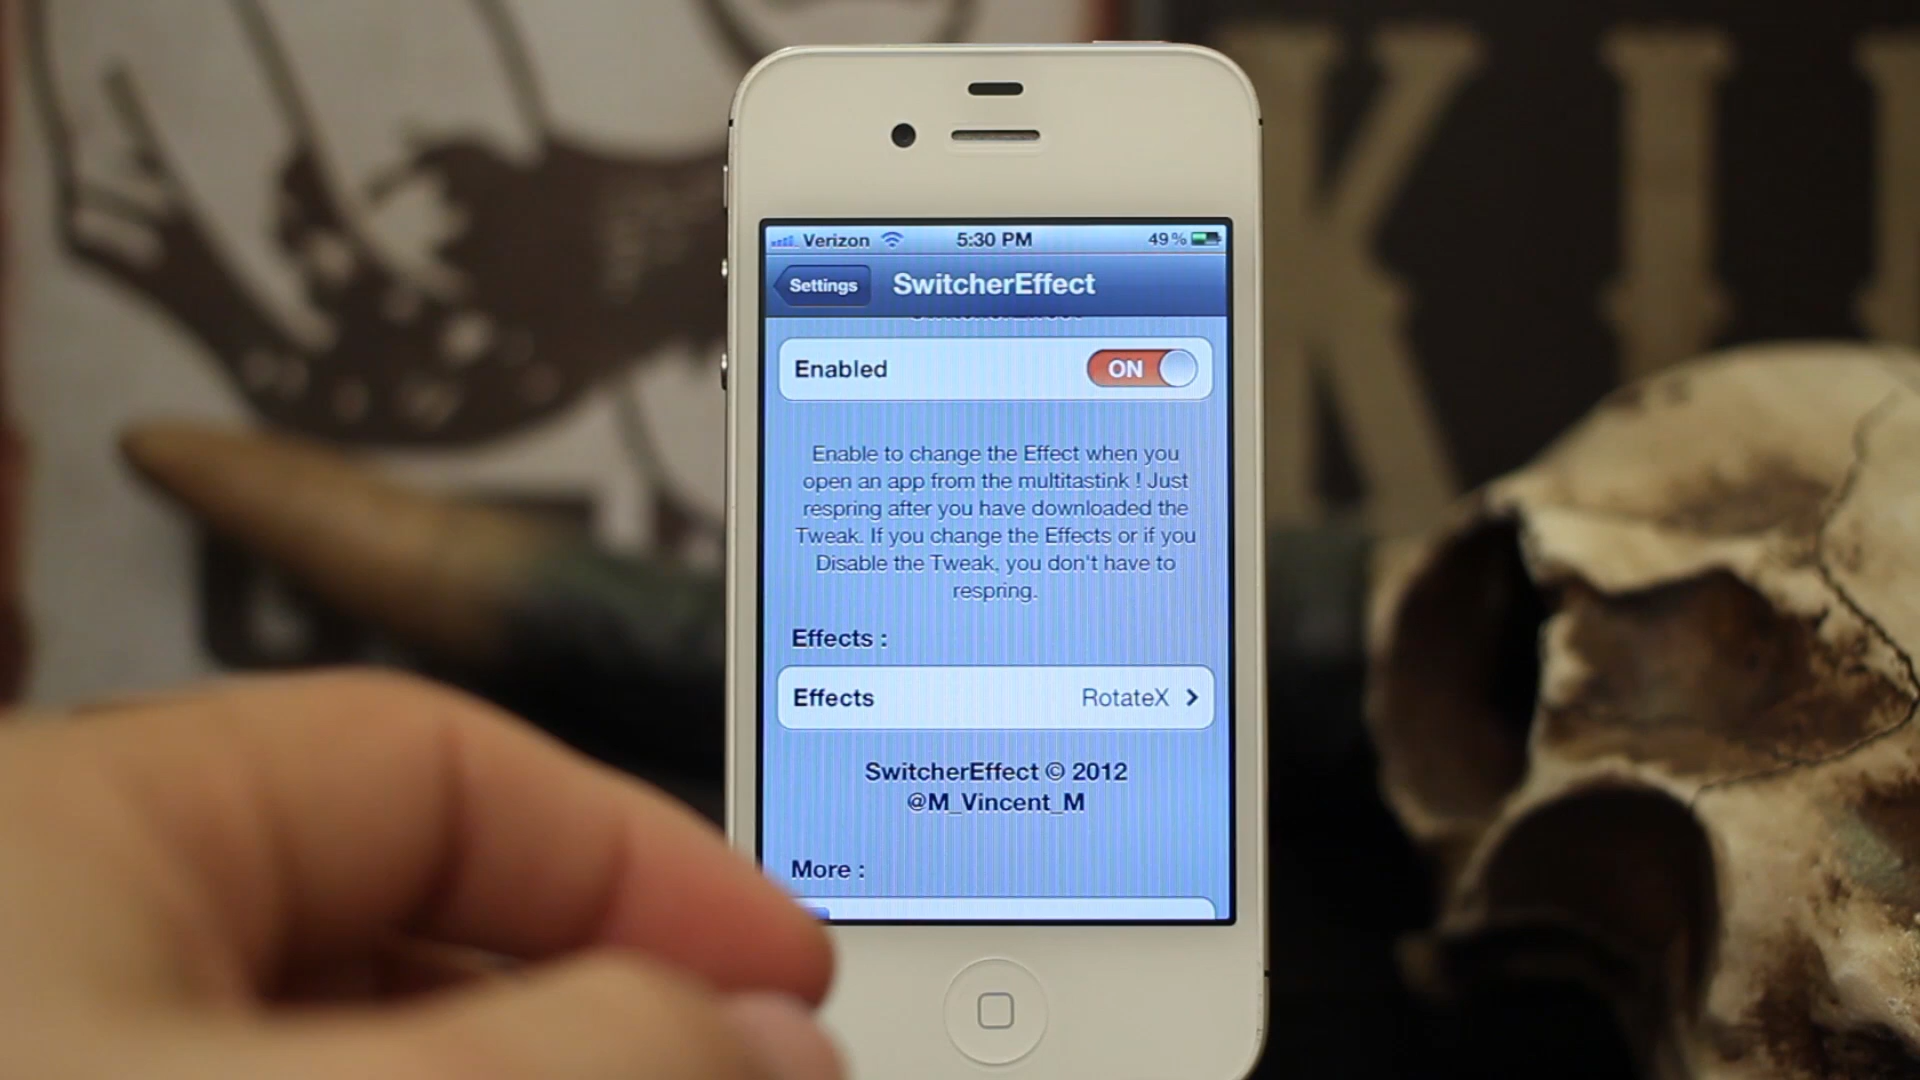 KI
Verizon 5:30 PM 49%
Settings SwitcherEffect
Enabled ON
Enable to change the Effect when you
open an app from the multitastink ! Just
respring after you have downloaded the
Tweak. If you change the Effects or if you
Disable the Tweak, you don't have to
respring.
Effects :
Effects RotateX
SwitcherEffect © 2012
@M_Vincent_M
More :